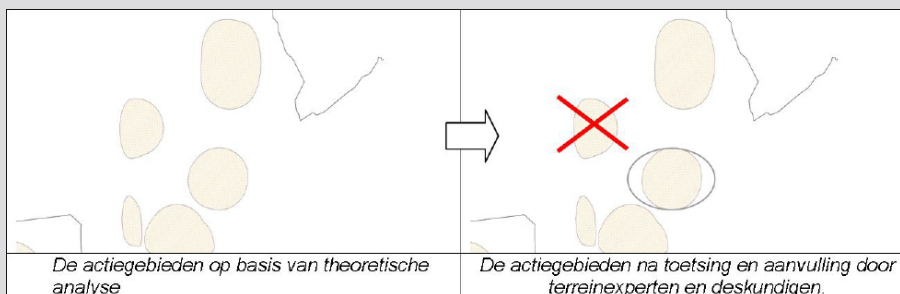 De actiegebieden op basis van theoretische
analyse
De actiegebieden na toetsing en aanvulling door
terreinexperten en deskundigen.